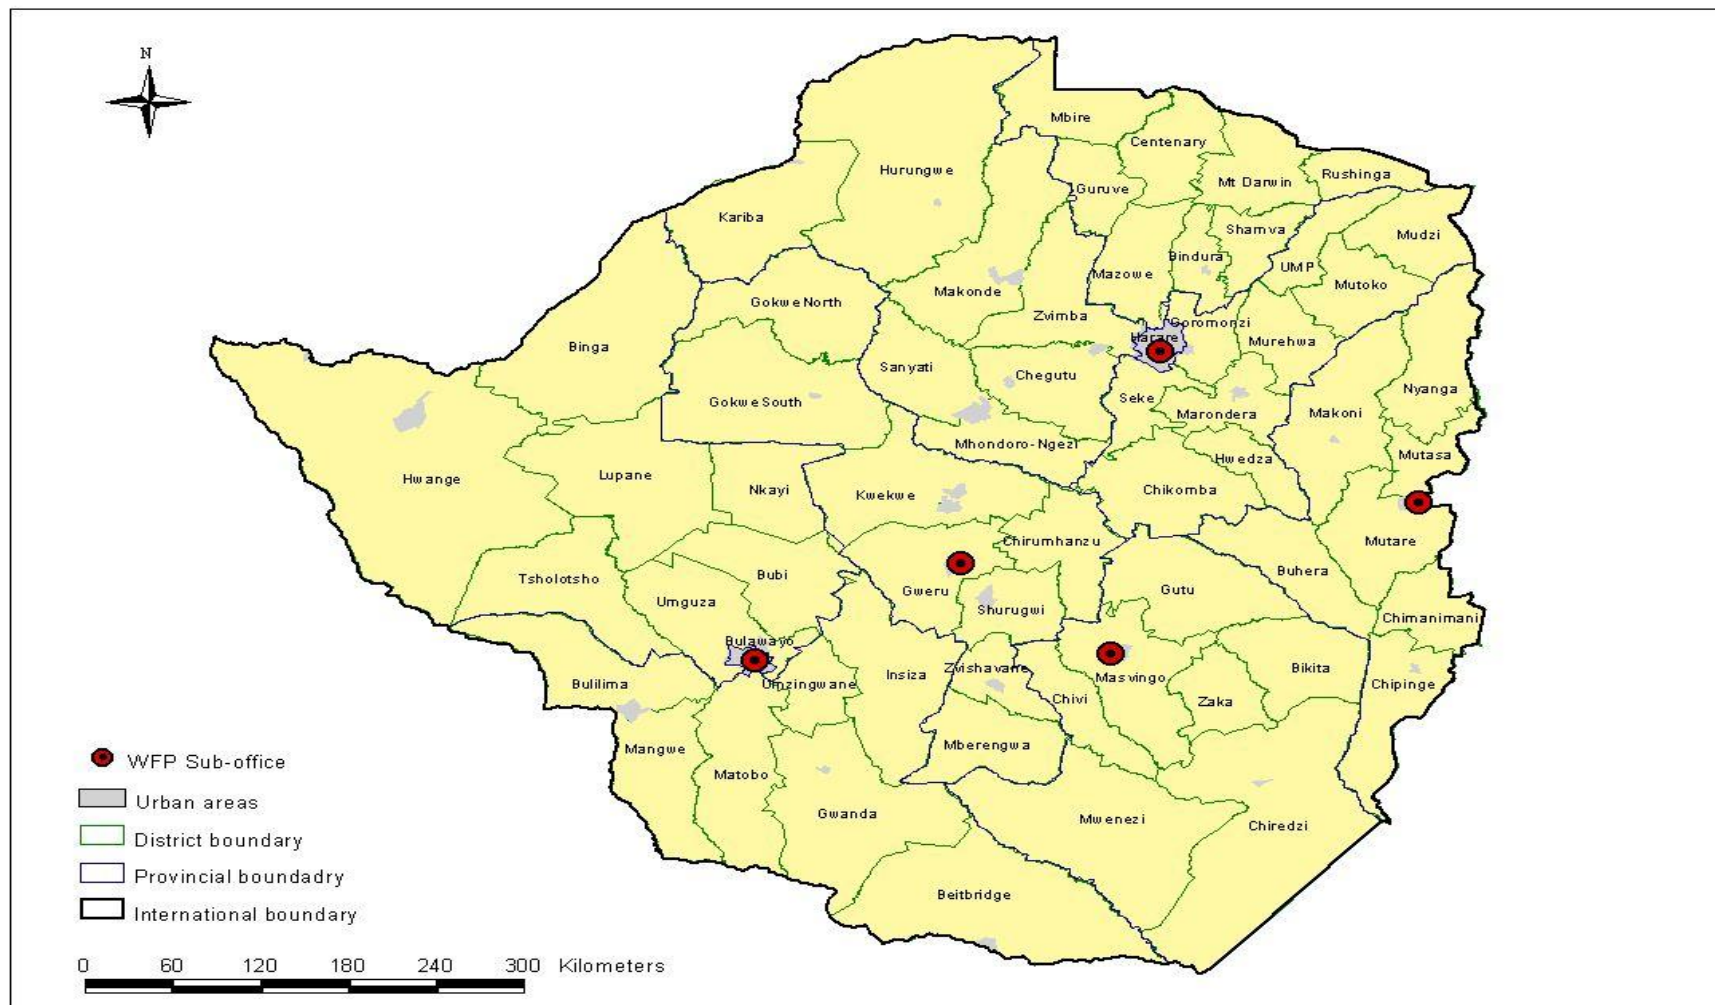 N
Mbire
Centenary
Hurungwe
Guruve
Mt Darwin
Rushinga
Kariba
Shamva
Mudzi
Bindura
UMP
Mazowe
Mutoko
Makonde
Gokwe North
Zvimba
Goromonzi
Harare
Murehwa
Binga
Sanyati
Chegutu
Nyanga
Seke
Gokwe South
Marondera
Makoni
Mhondoro-Ngezi
Mutasa
Hwedza
Hwange
Lupane
Nkayi
Kwekwe
Chikomba
Chirumhanzu
Mutare
Tsholotsho
Bubi
Buhera
Umguza
Gweru
Shurugwi
Gutu
Chimanimani
Bulawayo
Zvishavane
Bikita
Bulilima
Umzingwane
Insiza
Masvingo
Chipinge
Chivi
Zaka
Mangwe
Mberengwa
Matobo
Gwanda
Mwenezi
Chiredzi
Beitbridge
WFP Sub-office
Urban areas
District boundary
Provincial boundadry
International boundary
0 60 120 180 240 300 Kilometers